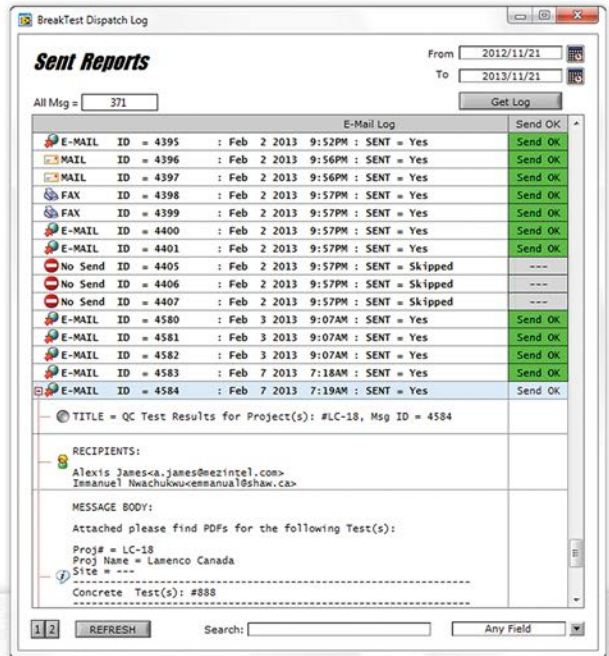 BreakTest Dispatch Log
Sent Reports
From 2012/11/21
To 2013/11/21
All Msg = 371
Get Log
E-Mail Log Send OK
E-MAIL ID = 4395 : Feb 2 2013 9:52PM : SENT = Yes Send OK
MAIL ID = 4396 : Feb 2 2013 9:56PM : SENT = Yes Send OK
MAIL ID = 4397 : Feb 2 2013 9:56PM : SENT = Yes Send OK
FAX ID = 4398 : Feb 2 2013 9:57PM : SENT = Yes Send OK
FAX ID = 4399 : Feb 2 2013 9:57PM : SENT = Yes Send OK
E-MAIL ID = 4400 : Feb 2 2013 9:57PM : SENT = Yes Send OK
E-MAIL ID = 4401 : Feb 2 2013 9:57PM : SENT = Yes Send OK
No Send ID = 4405 : Feb 2 2013 9:57PM : SENT = Skipped ---
No Send ID = 4406 : Feb 2 2013 9:57PM : SENT = Skipped ---
No Send ID = 4407 : Feb 2 2013 9:57PM : SENT = Skipped ---
E-MAIL ID = 4580 : Feb 3 2013 9:07AM : SENT = Yes Send OK
E-MAIL ID = 4581 : Feb 3 2013 9:07AM : SENT = Yes Send OK
E-MAIL ID = 4582 : Feb 3 2013 9:07AM : SENT = Yes Send OK
E-MAIL ID = 4583 : Feb 7 2013 7:18AM : SENT = Yes Send OK
E-MAIL ID = 4584 : Feb 7 2013 7:19AM : SENT = Yes Send OK
TITLE = QC Test Results for Project(s): #LC-18, Msg ID = 4584
RECIPIENTS:
Alexis James<a.james@mezintel.com>
Immanuel Nwachukwu<emmanual@shaw.ca>
MESSAGE BODY:
Attached please find PDFs for the following Test(s):
Proj# = LC-18
Proj Name = Lamenco Canada
Site = ---
------------------------------------------------------------------
Concrete Test(s): #888
------------------------------------------------------------------
1 2 REFRESH Search: Any Field